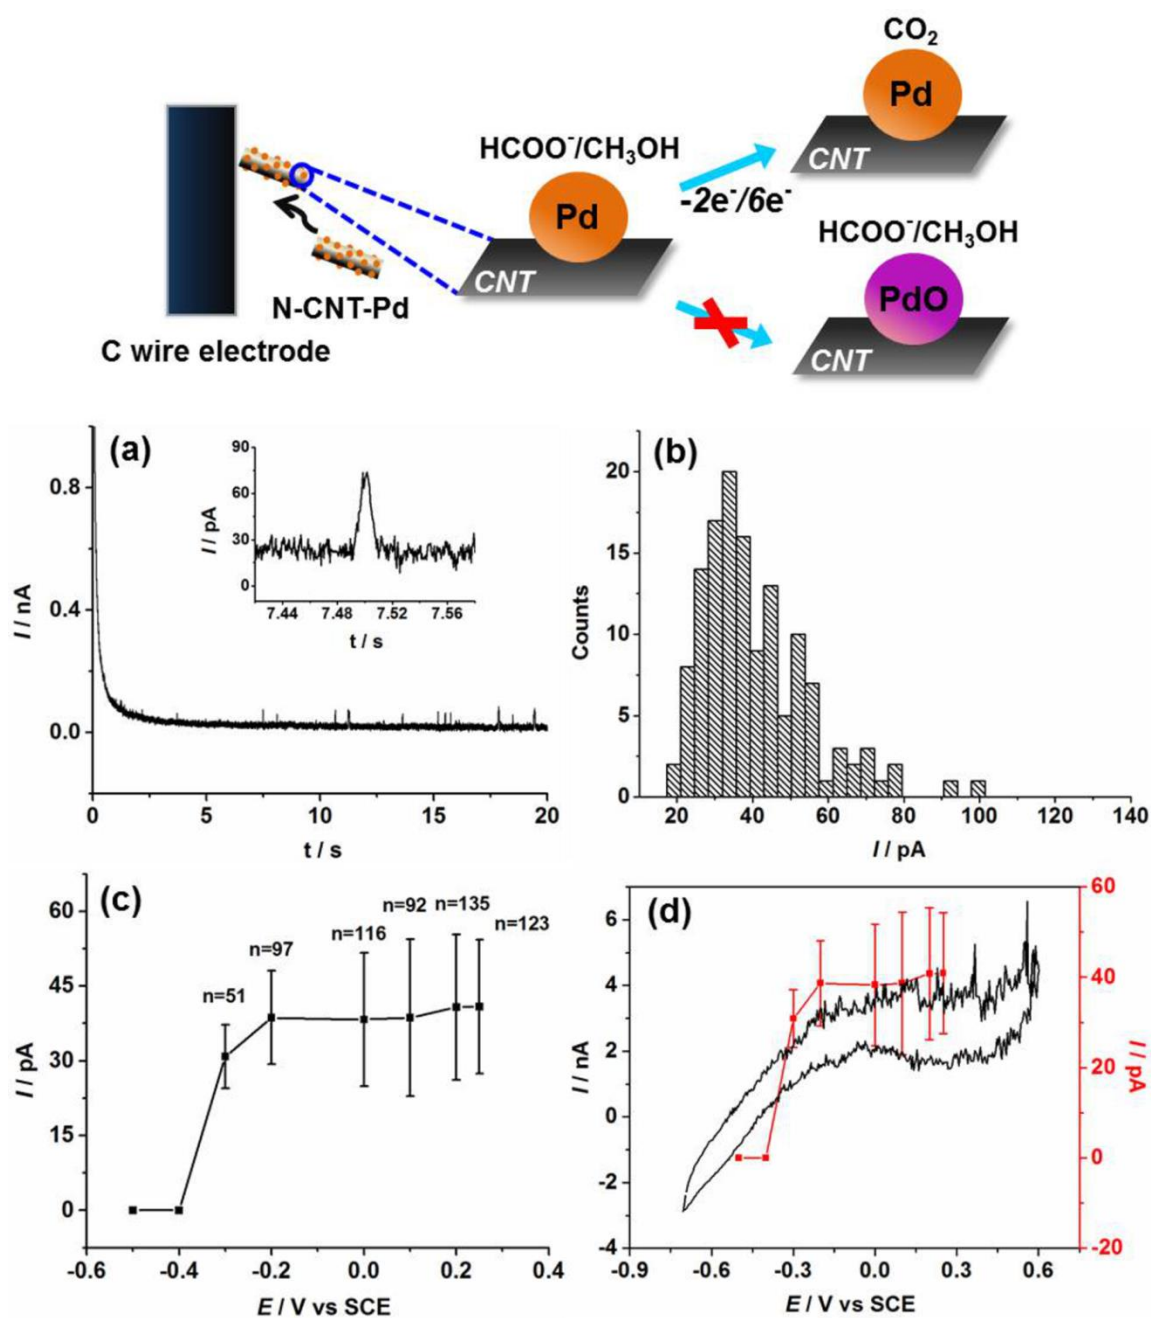 CO₂
Pd
CNT
HCOO⁻/CH₃OH
Pd
CNT
-2e⁻/6e⁻
HCOO⁻/CH₃OH
PdO
CNT
N-CNT-Pd
C wire electrode
(a)
I / nA
0.8
0.4
0.0
0 5 10 15 20
t / s
I / pA
90
60
30
0
7.44 7.48 7.52 7.56
t / s
(b)
Counts
20
15
10
5
0
20 40 60 80 100 120 140
I / pA
(c)
I / pA
60
45
30
15
0
n=51
n=97
n=116
n=92
n=135
n=123
-0.6 -0.4 -0.2 0.0 0.2 0.4
E / V vs SCE
(d)
I / nA
6
4
2
0
-2
-4
60
40
20
0
-20
I / pA
-0.9 -0.6 -0.3 0.0 0.3 0.6
E / V vs SCE